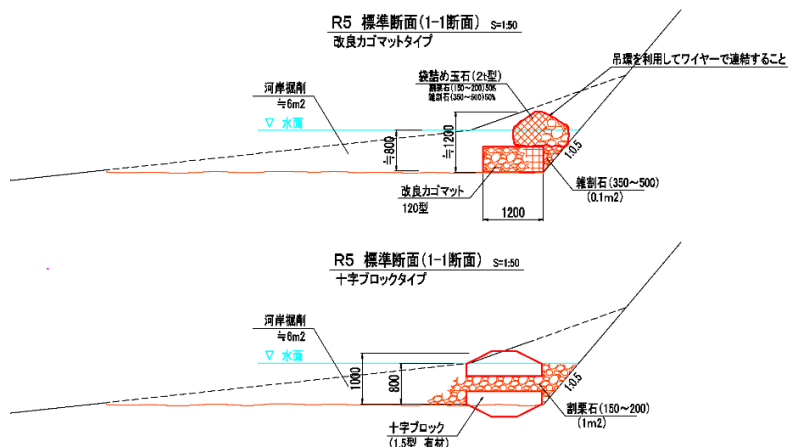 R5 標準断面(1-1断面) S=1:50
改良カゴマットタイプ
吊環を利用してワイヤーで連結すること
袋詰め玉石(2t型)
割栗石(150～200)50%
雑割石(350～500)50%
河岸掘削
≒6m2
▽ 水面
≒800
≒1200
1:0.5
改良カゴマット
120型
1200
雑割石(350～500)
(0.1m2)
R5 標準断面(1-1断面) S=1:50
十字ブロックタイプ
河岸掘削
≒6m2
▽ 水面
1000
800
1:0.5
割栗石(150～200)
(1m2)
十字ブロック
(1.5型 有材)